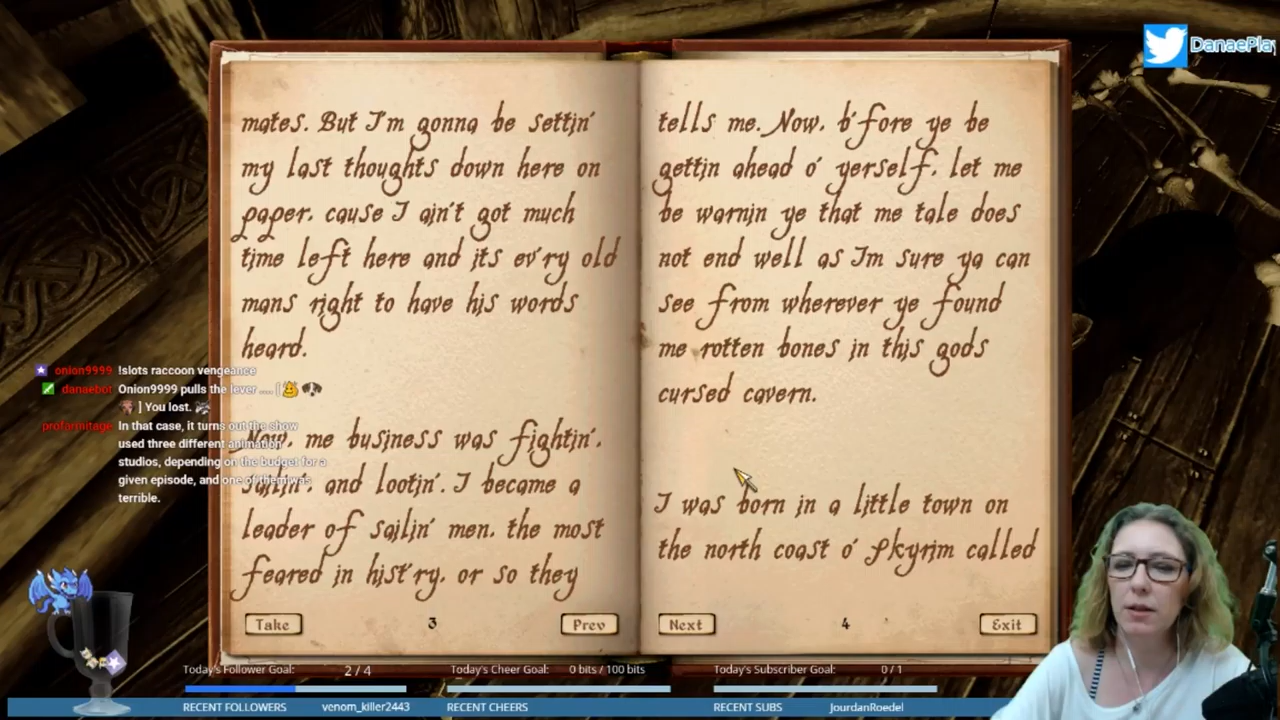 DanaePlay
mates. But I'm gonna be settin'
my last thoughts down here on
paper, cause I ain't got much
time left here and its ev'ry old
mans right to have his words
heard.
me business was fightin',
sailin', and lootin'. I became a
leader of sailin' men, the most
feared in hist'ry, or so they
Take
3
Prev
tells me. Now, b'fore ye be
gettin ahead o' yerself, let me
be warnin ye that me tale does
not end well as Im sure ya can
see from wherever ye found
me rotten bones in this gods
cursed cavern.
I was born in a little town on
the north coast o' Skyrim called
Next
4
Exit
onion9999 !slots raccoon vengeance
danaebot Onion9999 pulls the lever .... [
] You lost.
profarmitage In that case, it turns out the show
used three different animation
studios, depending on the budget for a
given episode, and one of them was
terrible.
Today's Follower Goal: 2 / 4
Today's Cheer Goal: 0 bits / 100 bits
Today's Subscriber Goal: 0 / 1
RECENT FOLLOWERS venom_killer2443
RECENT CHEERS
RECENT SUBS JourdanRoedel